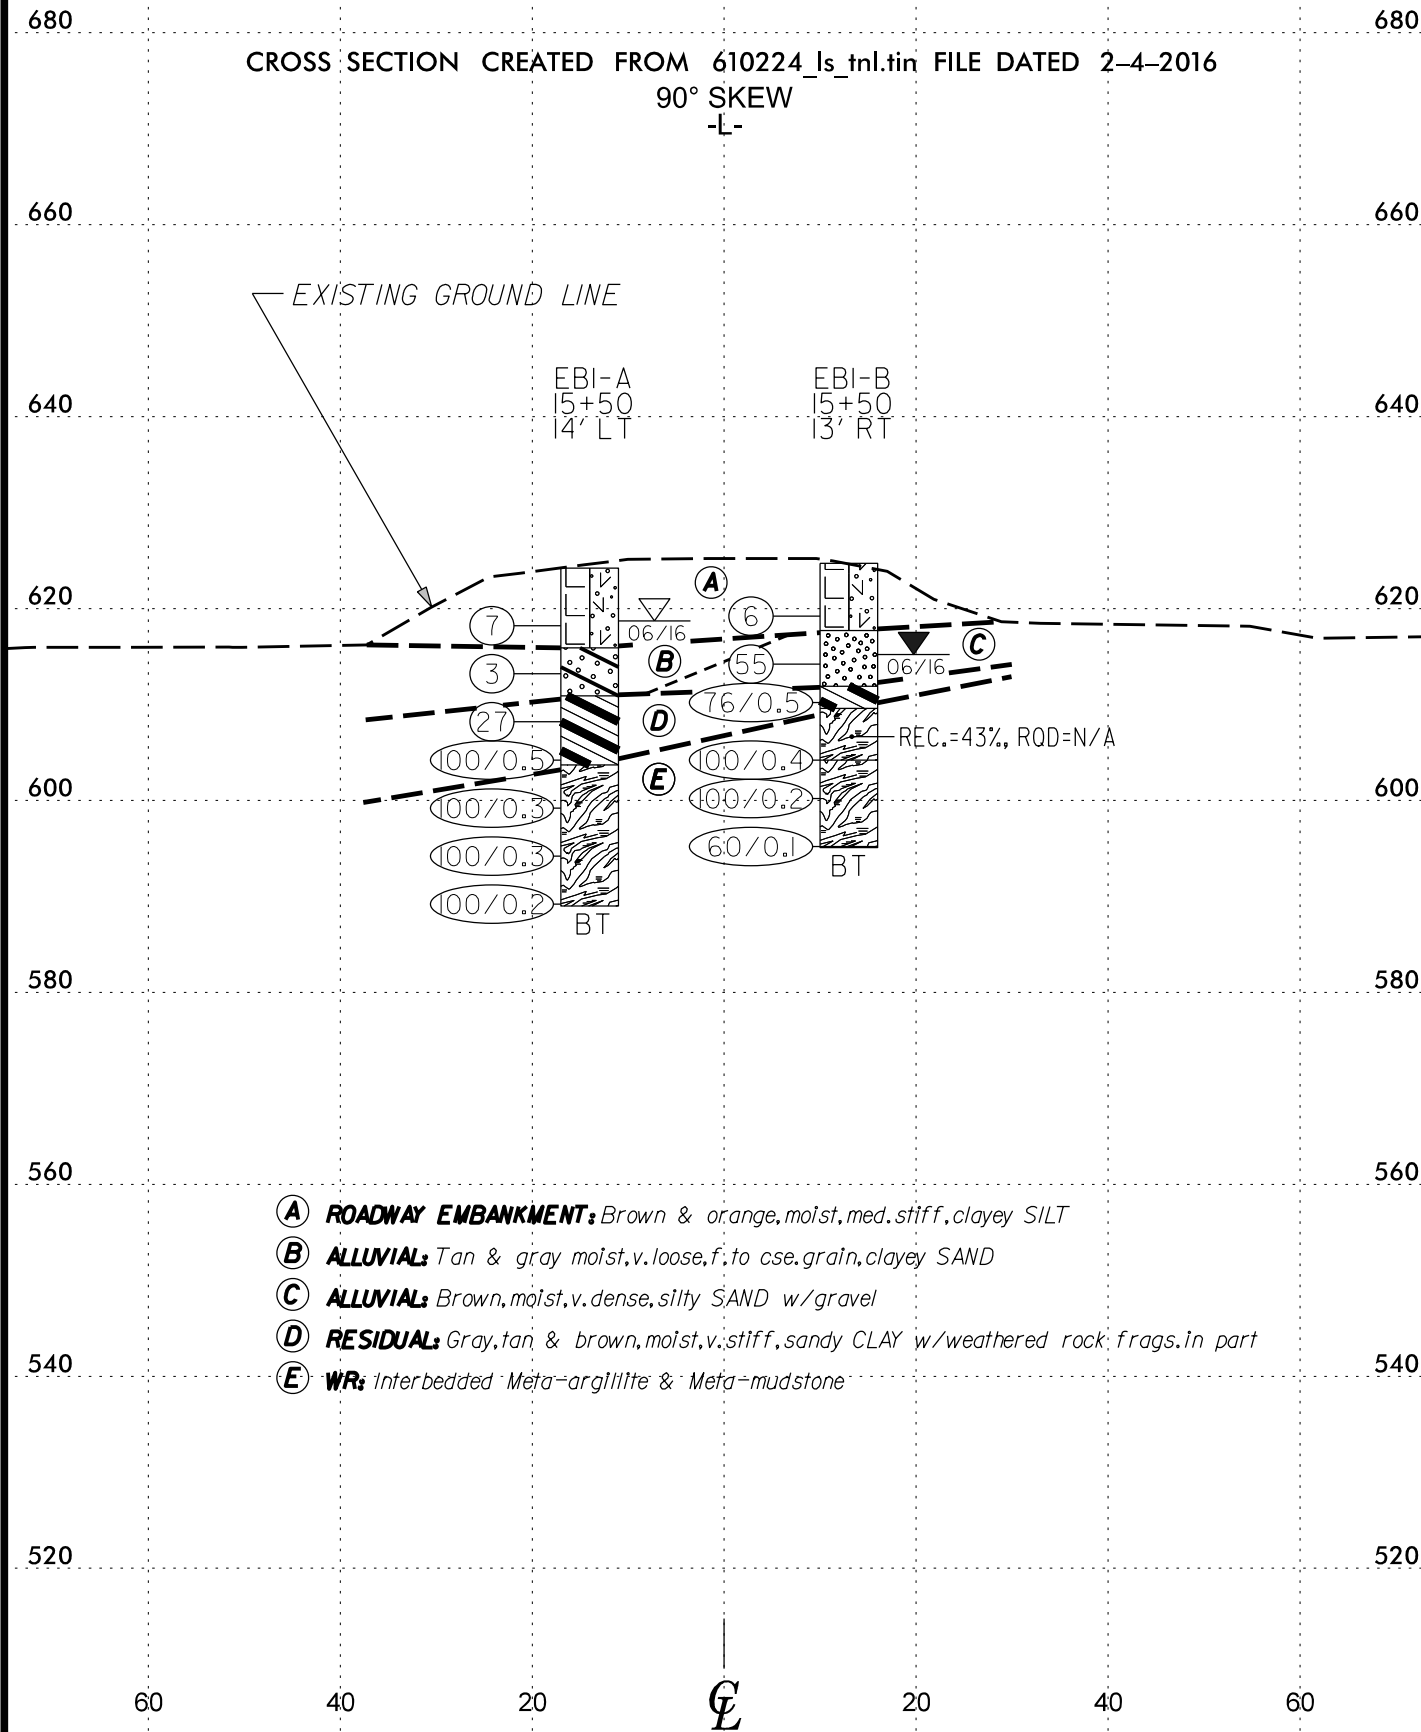 680 680
CROSS SECTION CREATED FROM 610224_ls_tnl.tin FILE DATED 2-4-2016
90° SKEW
-L-
660 660
EXISTING GROUND LINE
EB1-A EB1-B
15+50 15+50
640 640
14' LT 13' RT
A
620 620
7 6
06/16
B C
3 55 06/16
76/0.5
27 D
REC.=43%, RQD=N/A
100/0.5 100/0.4
E
600 100/0.2 600
100/0.3
100/0.3 60/0.1
BT
100/0.2
BT
580 580
560 560
A ROADWAY EMBANKMENT: Brown & orange, moist, med. stiff, clayey SILT
B ALLUVIAL: Tan & gray moist, v. loose, f. to cse. grain, clayey SAND
C ALLUVIAL: Brown, moist, v. dense, silty SAND w/gravel
D RESIDUAL: Gray, tan & brown, moist, v. stiff, sandy CLAY w/weathered rock frags. in part
540 540
E WR: Interbedded Meta-argillite & Meta-mudstone
520 520
60 40 20 CL 20 40 60